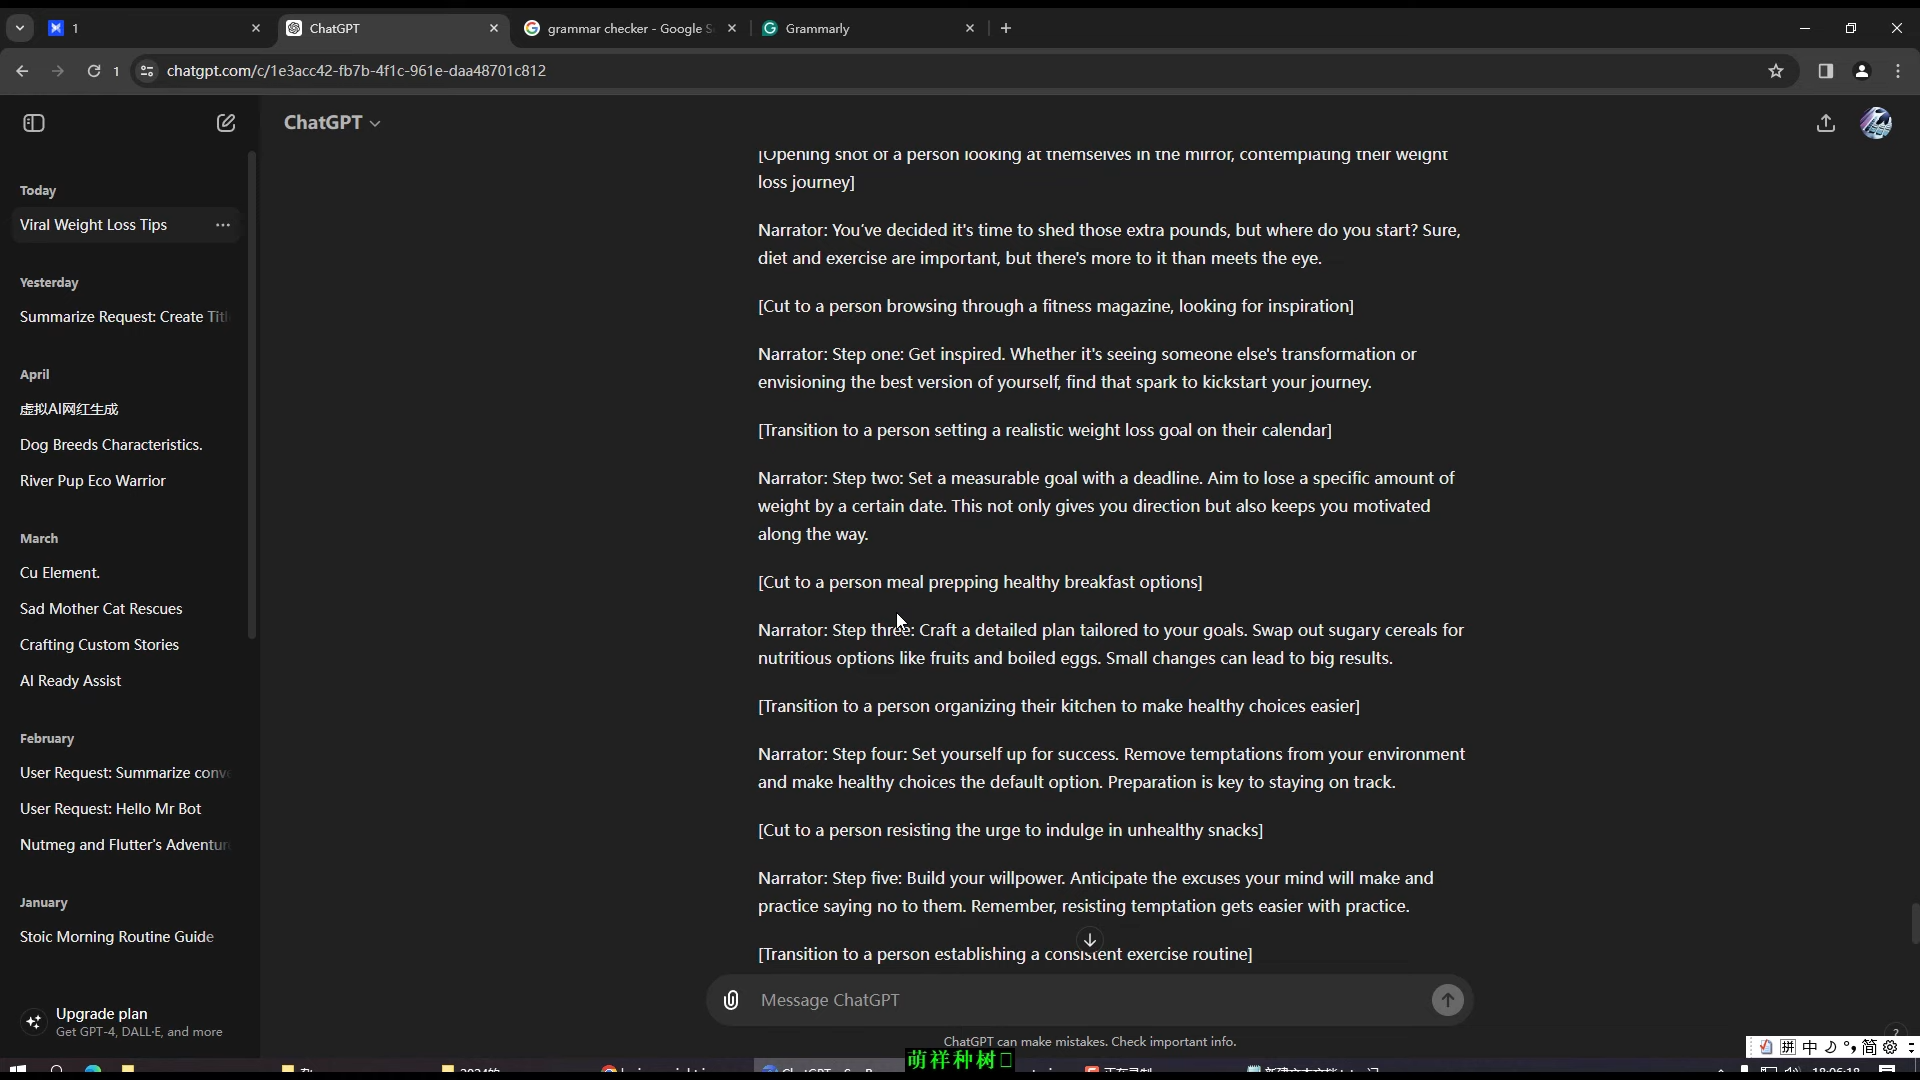 1
ChatGPT
grammar checker - Google S
Grammarly
1
chatgpt.com/c/1e3acc42-fb7b-4f1c-961e-daa48701c812
ChatGPT
Today
Viral Weight Loss Tips
Yesterday
Summarize Request: Create Titl
April
虚拟AI网红生成
Dog Breeds Characteristics.
River Pup Eco Warrior
March
Cu Element.
Sad Mother Cat Rescues
Crafting Custom Stories
AI Ready Assist
February
User Request: Summarize conve
User Request: Hello Mr Bot
Nutmeg and Flutter's Adventur
January
Stoic Morning Routine Guide
Upgrade plan
Get GPT-4, DALL·E, and more
[Opening shot of a person looking at themselves in the mirror, contemplating their weight
loss journey]
Narrator: You've decided it's time to shed those extra pounds, but where do you start? Sure,
diet and exercise are important, but there's more to it than meets the eye.
[Cut to a person browsing through a fitness magazine, looking for inspiration]
Narrator: Step one: Get inspired. Whether it's seeing someone else's transformation or
envisioning the best version of yourself, find that spark to kickstart your journey.
[Transition to a person setting a realistic weight loss goal on their calendar]
Narrator: Step two: Set a measurable goal with a deadline. Aim to lose a specific amount of
weight by a certain date. This not only gives you direction but also keeps you motivated
along the way.
[Cut to a person meal prepping healthy breakfast options]
Narrator: Step three: Craft a detailed plan tailored to your goals. Swap out sugary cereals for
nutritious options like fruits and boiled eggs. Small changes can lead to big results.
[Transition to a person organizing their kitchen to make healthy choices easier]
Narrator: Step four: Set yourself up for success. Remove temptations from your environment
and make healthy choices the default option. Preparation is key to staying on track.
[Cut to a person resisting the urge to indulge in unhealthy snacks]
Narrator: Step five: Build your willpower. Anticipate the excuses your mind will make and
practice saying no to them. Remember, resisting temptation gets easier with practice.
[Transition to a person establishing a consistent exercise routine]
Message ChatGPT
ChatGPT can make mistakes. Check important info.
?
萌祥种树
拼 中 简
18:06:18